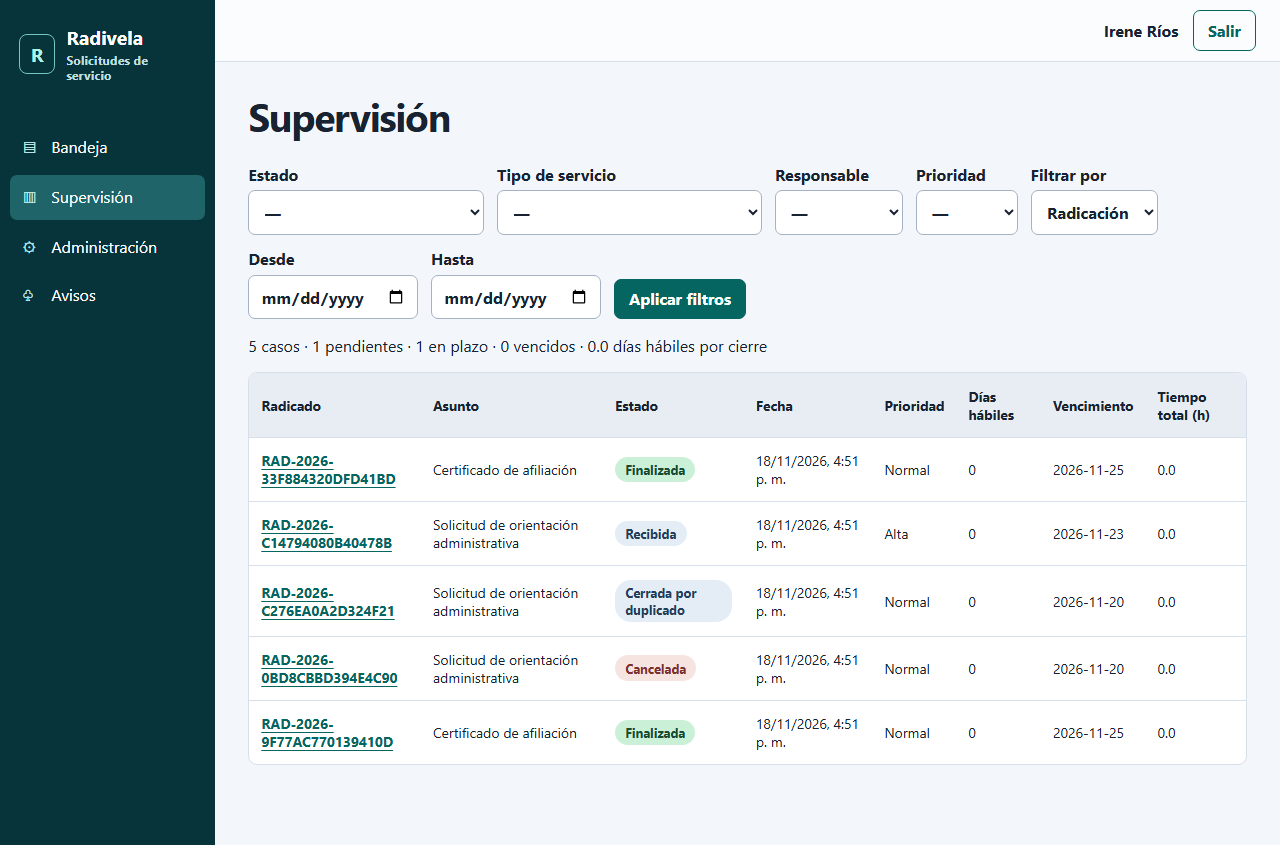 R
Radivela
Solicitudes de
servicio
Bandeja
Supervisión
Administración
Avisos
Irene Ríos
Salir
Supervisión
Estado
Tipo de servicio
Responsable
Prioridad
Filtrar por
—
—
—
—
Radicación
Desde
Hasta
mm/dd/yyyy
mm/dd/yyyy
Aplicar filtros
5 casos · 1 pendientes · 1 en plazo · 0 vencidos · 0.0 días hábiles por cierre
Radicado Asunto Estado Fecha Prioridad Días hábiles Vencimiento Tiempo total (h)
RAD-2026-
33F884320DFD41BD
Certificado de afiliación
Finalizada
18/11/2026, 4:51
p. m.
Normal
0
2026-11-25
0.0
RAD-2026-
C14794080B40478B
Solicitud de orientación
administrativa
Recibida
18/11/2026, 4:51
p. m.
Alta
0
2026-11-23
0.0
RAD-2026-
C276EA0A2D324F21
Solicitud de orientación
administrativa
Cerrada por
duplicado
18/11/2026, 4:51
p. m.
Normal
0
2026-11-20
0.0
RAD-2026-
0BD8CBBD394E4C90
Solicitud de orientación
administrativa
Cancelada
18/11/2026, 4:51
p. m.
Normal
0
2026-11-20
0.0
RAD-2026-
9F77AC770139410D
Certificado de afiliación
Finalizada
18/11/2026, 4:51
p. m.
Normal
0
2026-11-25
0.0